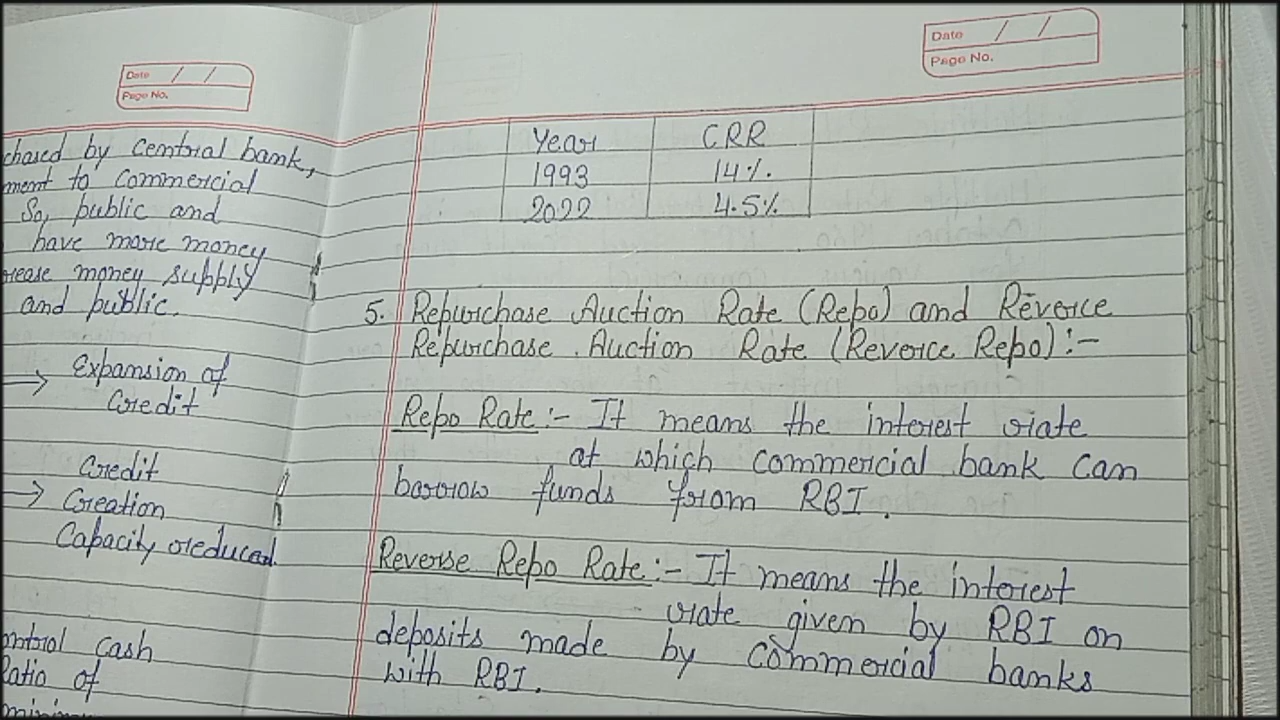 Date / /
Page No.
chased by Central bank,
ment to Commercial
So, public and
have more money
rease money supply
and public.
→ Expansion of
Credit
Credit
→ Creation
Capacity reduced
ontrol Cash
Ratio of
Date / /
Page No.
Year CRR
1993 14%.
2022 4.5%
5. Repurchase Auction Rate (Repo) and Reverce
Repurchase Auction Rate (Reverce Repo):-
Repo Rate:- It means the interest rate
at which commercial bank can
borrow funds from RBI.
Reverse Repo Rate:- It means the interest
rate given by RBI on
deposits made by commercial banks
with RBI.